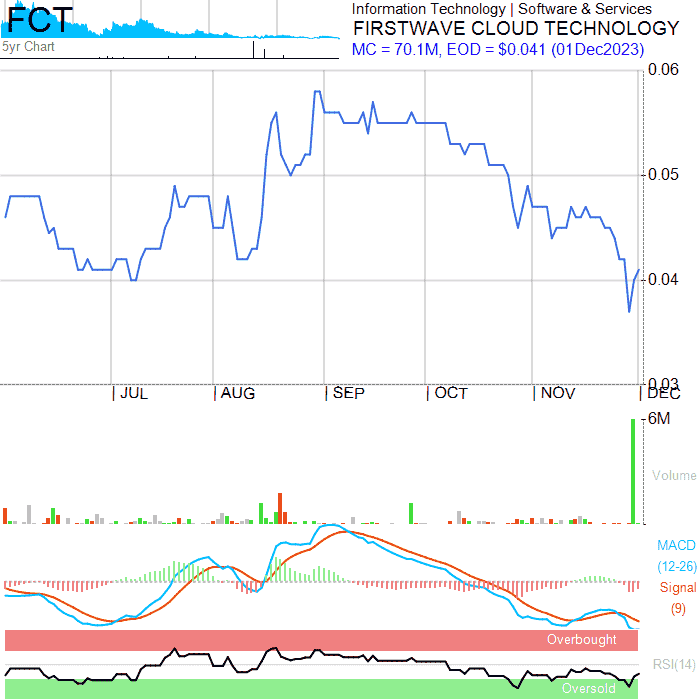 FCT
5yr Chart
Information Technology | Software & Services
FIRSTWAVE CLOUD TECHNOLOGY
MC = 70.1M, EOD = $0.041 (01Dec2023)
0.06
0.05
0.04
0.03
JUL AUG SEP OCT NOV DEC
6M
Volume
MACD
(12-26)
Signal
(9)
Overbought
RSI(14)
Oversold